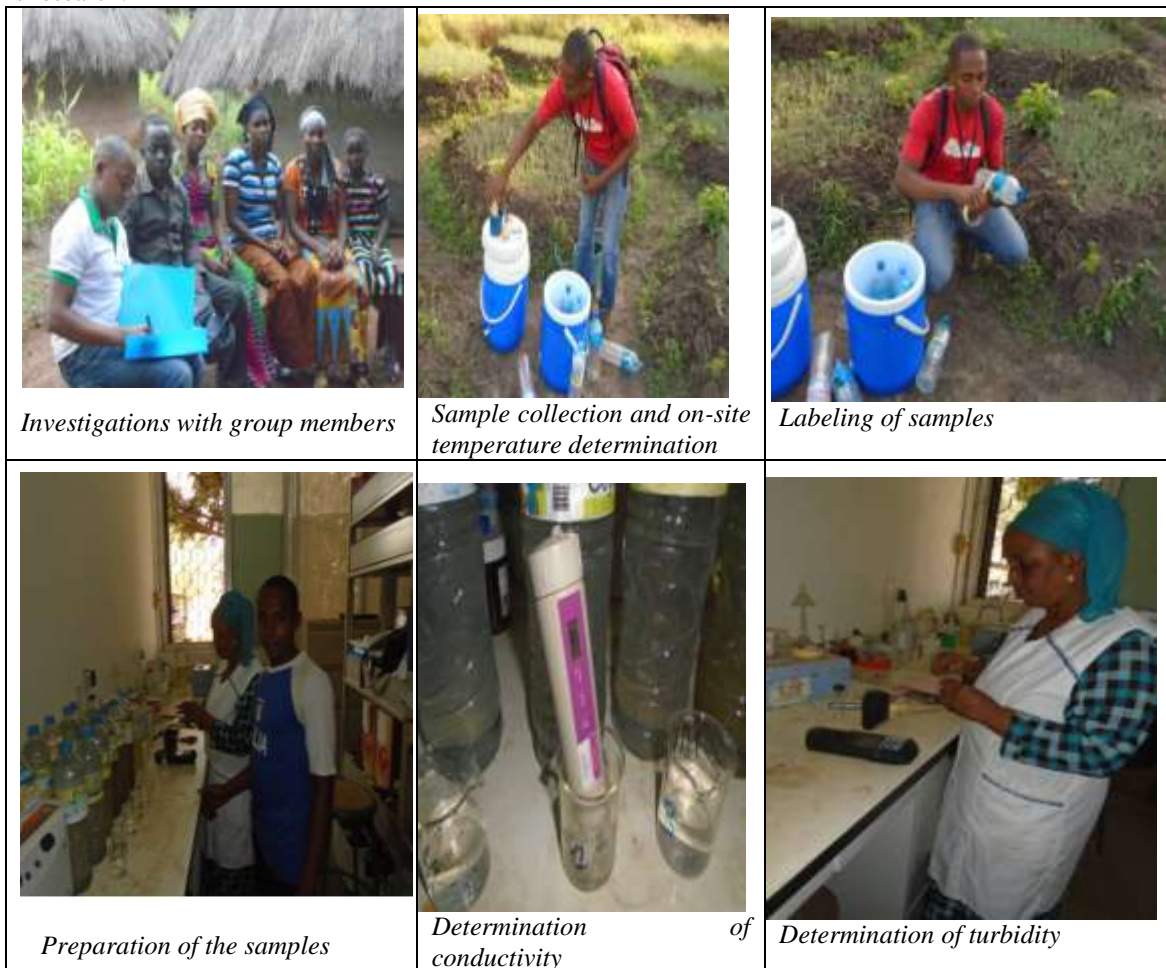 Investigations with group members
Sample collection and on-site
temperature determination
Labeling of samples
Preparation of the samples
Determination of
conductivity
Determination of turbidity